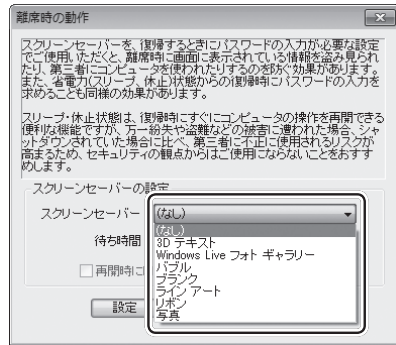 離席時の動作
スクリーンセーバーを、復帰するときにパスワードの入力が必要な設定
でご使用いただくと、離席時に画面に表示されている情報を盗み見られ
たり、第三者にコンピュータを使われたりするのを防ぐ効果があります。
また、省電力(スリープ、休止)状態からの復帰時にパスワードの入力を
求めることも同様の効果があります。
スリープ・休止状態は、復帰時にすぐにコンピュータの操作を再開できる
便利な機能ですが、万一紛失や盗難などの被害に遭われた場合、シャ
ットダウンされていた場合に比べ、第三者に不正に使用されるリスクが
高まるため、セキュリティの観点からはご使用にならないことをおすす
めします。
スクリーンセーバーの設定
スクリーンセーバー (なし)
(なし)
待ち時間
3D テキスト
Windows Live フォト ギャラリー
バブル
再開時に
ブランク
ライン アート
設定
リボン
写真